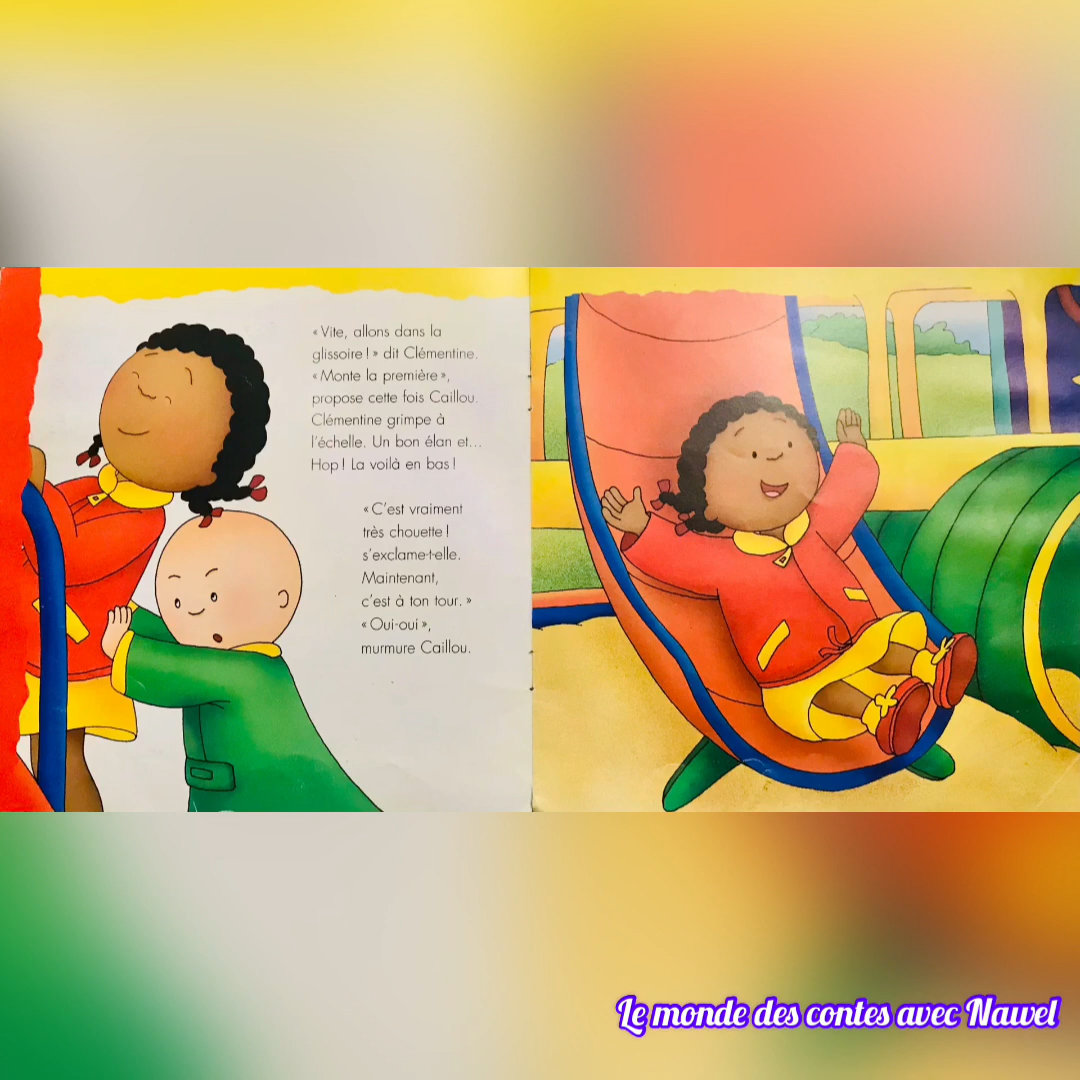 « Vite, allons dans la
glissoire ! » dit Clémentine.
« Monte la première »,
propose cette fois Caillou.
Clémentine grimpe à
l'échelle. Un bon élan et...
Hop ! La voilà en bas !
« C'est vraiment
très chouette !
s'exclame-t-elle.
Maintenant,
c'est à ton tour. »
« Oui-oui »,
murmure Caillou.
Le monde des contes avec Nawel